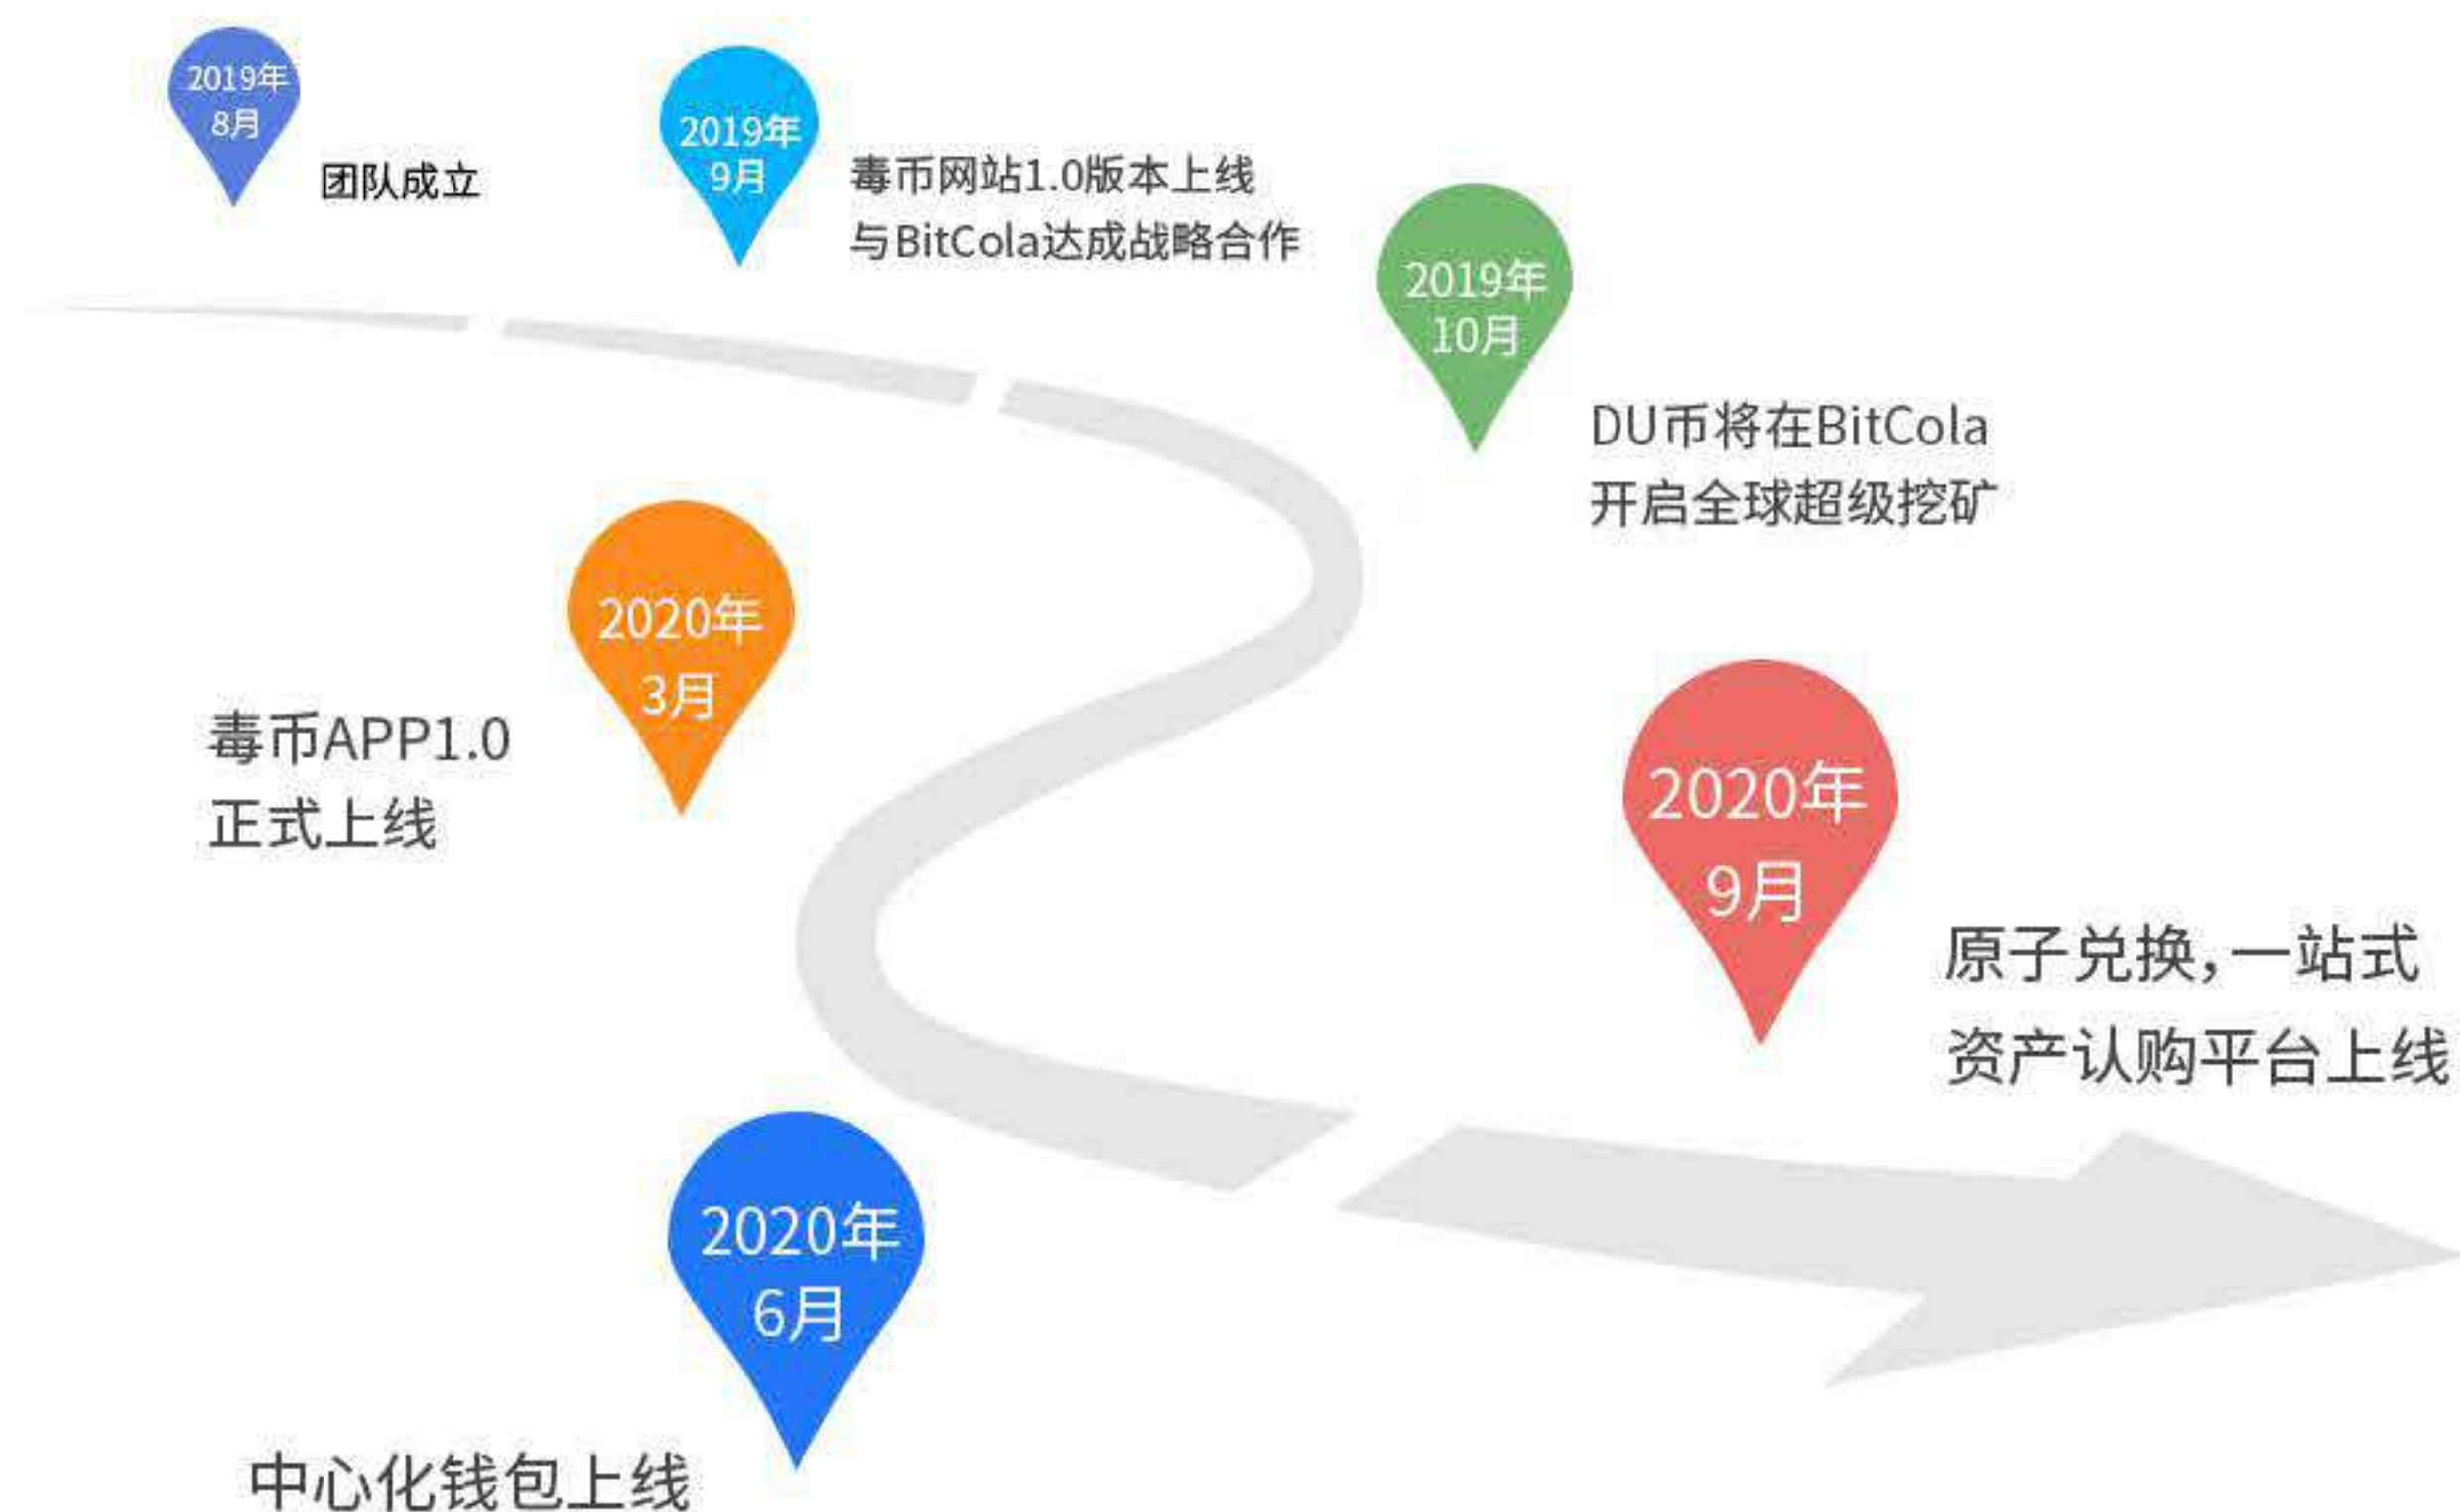 2019年
8月
团队成立
2019年
9月
毒币网站1.0版本上线
与BitCola达成战略合作
2019年
10月
DU币将在BitCola
开启全球超级挖矿
2020年
3月
毒币APP1.0
正式上线
2020年
6月
中心化钱包上线
2020年
9月
原子兑换,一站式
资产认购平台上线